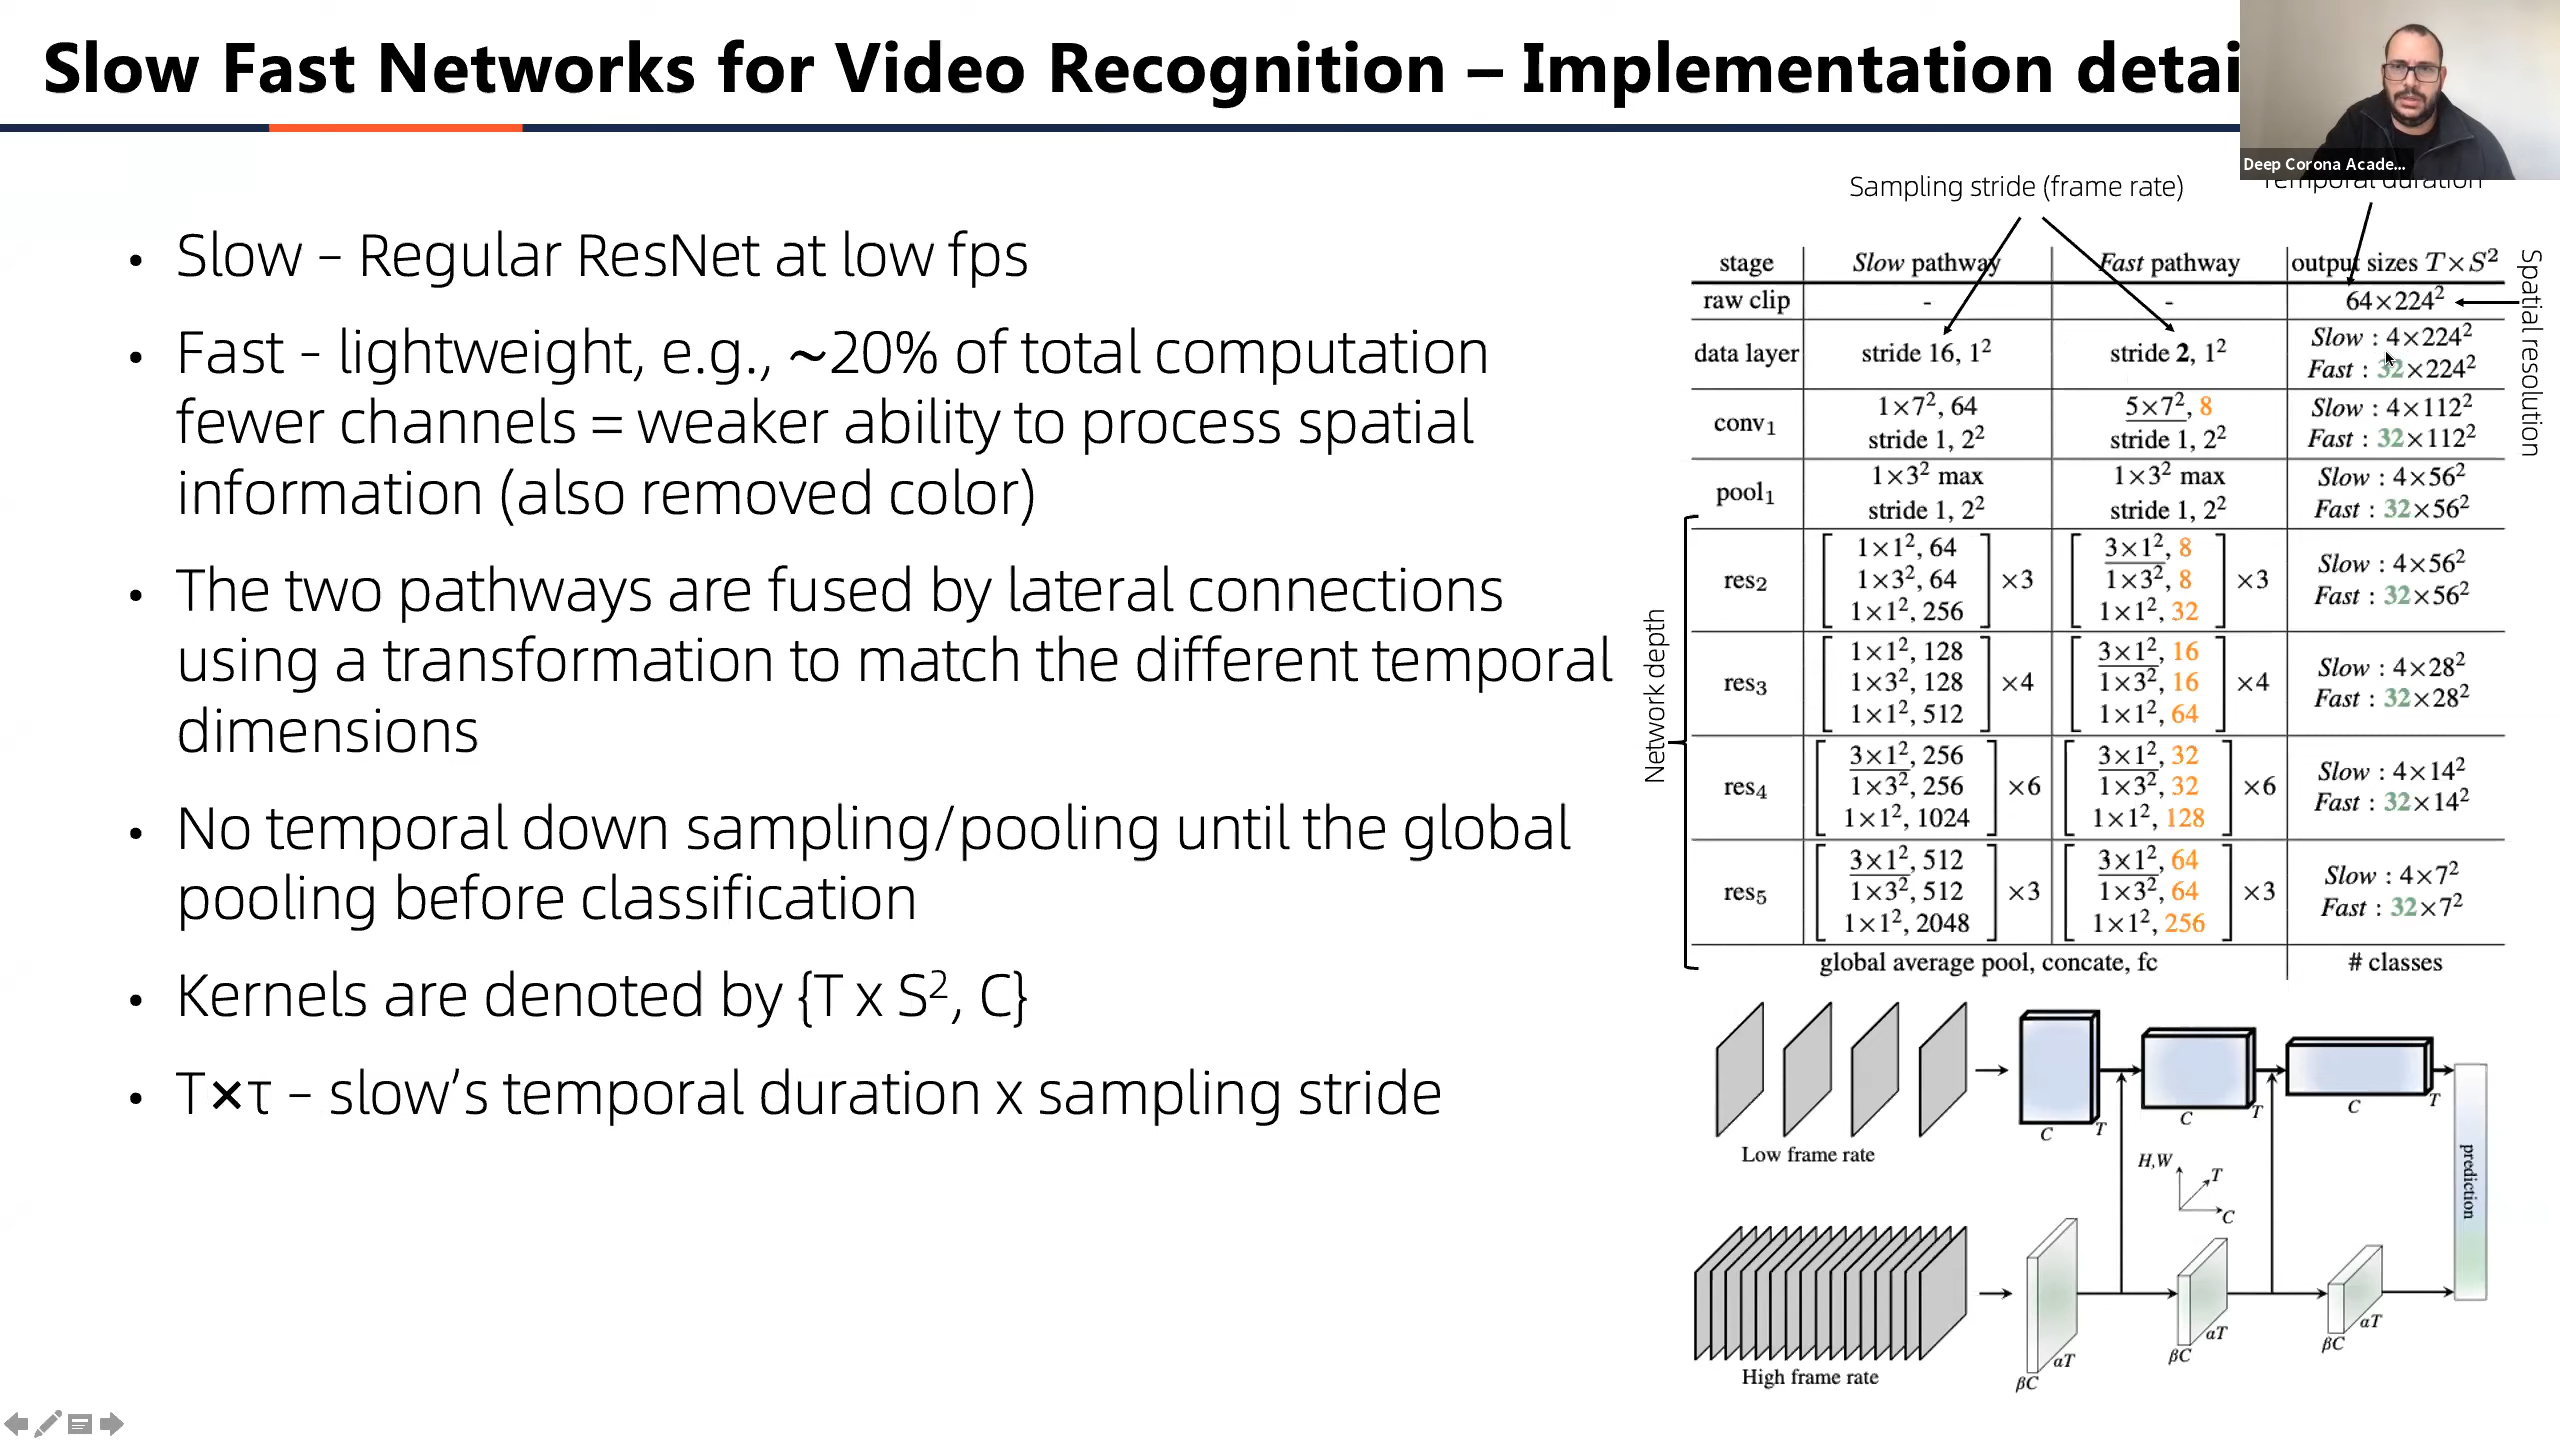 Slow Fast Networks for Video Recognition – Implementation detai
Deep Corona Acade...
Sampling stride (frame rate)
Temporal duration
• Slow – Regular ResNet at low fps
• Fast – lightweight, e.g., ~20% of total computation
fewer channels = weaker ability to process spatial
information (also removed color)
• The two pathways are fused by lateral connections
using a transformation to match the different temporal
dimensions
• No temporal down sampling/pooling until the global
pooling before classification
• Kernels are denoted by {T x S², C}
• T×τ – slow's temporal duration x sampling stride
Network depth
Spatial resolution
stage Slow pathway Fast pathway output sizes T×S²
raw clip - - 64×224²
data layer stride 16, 1² stride 2, 1² Slow : 4×224²
Fast : 32×224²
conv₁ 1×7², 64 5×7², 8 Slow : 4×112²
stride 1, 2² stride 1, 2² Fast : 32×112²
pool₁ 1×3² max 1×3² max Slow : 4×56²
stride 1, 2² stride 1, 2² Fast : 32×56²
1×1², 64 3×1², 8 Slow : 4×56²
res₂ 1×3², 64 ×3 1×3², 8 ×3
1×1², 256 1×1², 32 Fast : 32×56²
1×1², 128 3×1², 16 Slow : 4×28²
res₃ 1×3², 128 ×4 1×3², 16 ×4
1×1², 512 1×1², 64 Fast : 32×28²
3×1², 256 3×1², 32 Slow : 4×14²
res₄ 1×3², 256 ×6 1×3², 32 ×6
1×1², 1024 1×1², 128 Fast : 32×14²
3×1², 512 3×1², 64 Slow : 4×7²
res₅ 1×3², 512 ×3 1×3², 64 ×3
1×1², 2048 1×1², 256 Fast : 32×7²
global average pool, concate, fc # classes
C T
C T
C T
Low frame rate
H,W
T
C
prediction
βC αT
βC αT
βC αT
High frame rate